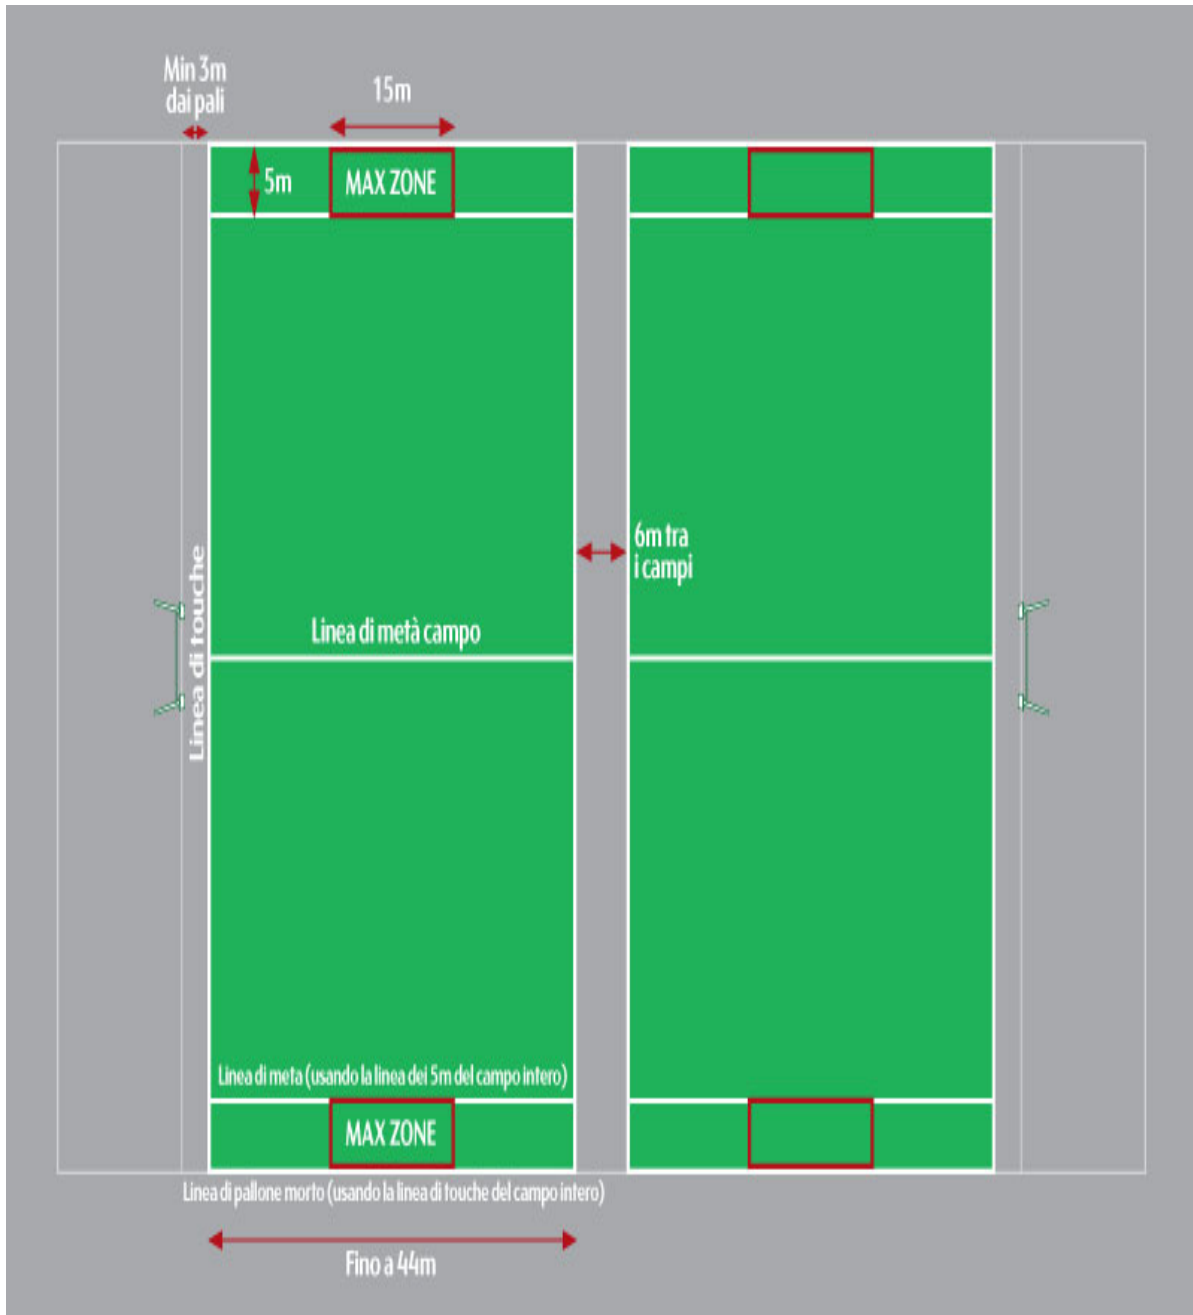 Min 3m
dai pali
15m
5m
MAX ZONE
6m tra
i campi
Linea di touche
Linea di metà campo
Linea di meta (usando la linea dei 5m del campo intero)
MAX ZONE
Linea di pallone morto (usando la linea di touche del campo intero)
Fino a 44m